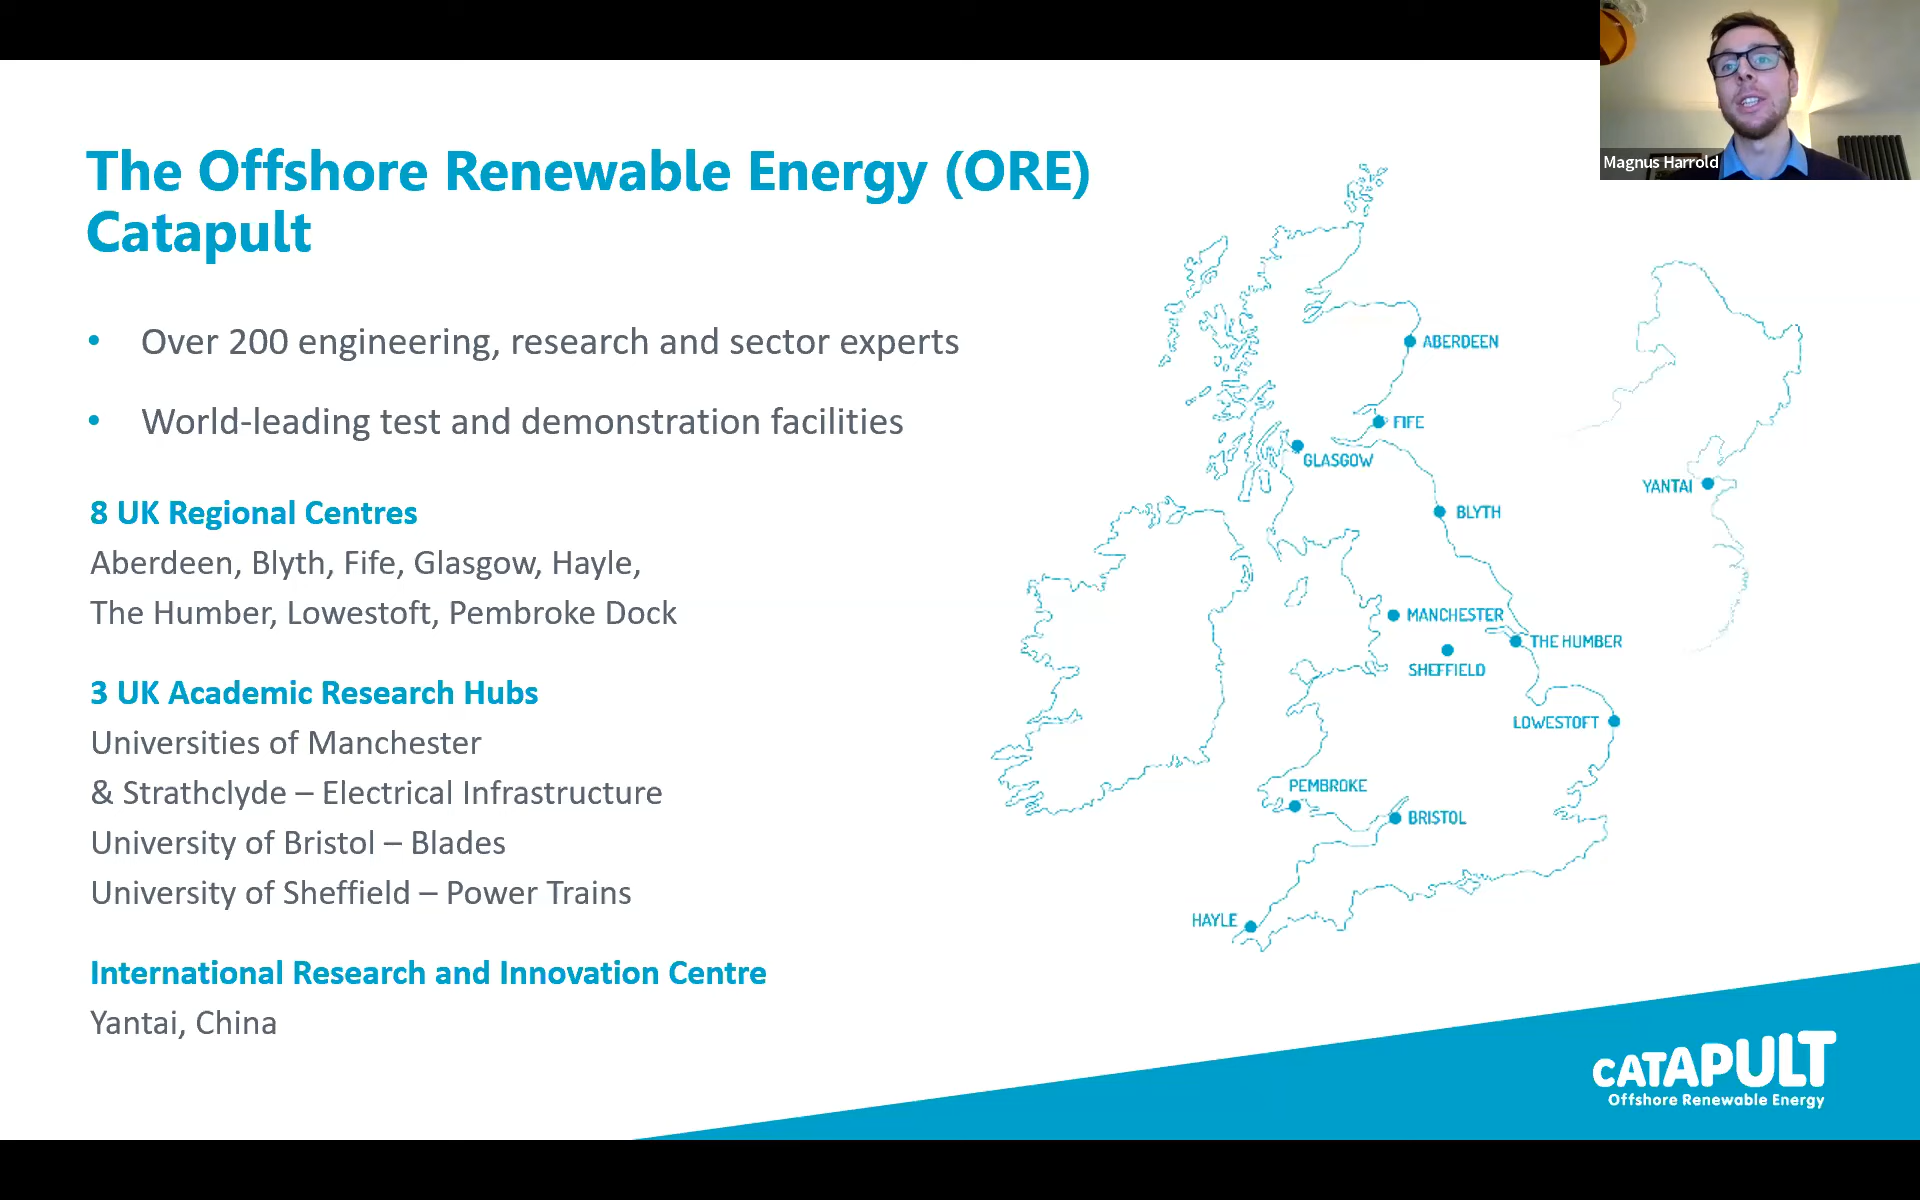 Magnus Harrold
The Offshore Renewable Energy (ORE)
Catapult
• Over 200 engineering, research and sector experts
• World-leading test and demonstration facilities
8 UK Regional Centres
Aberdeen, Blyth, Fife, Glasgow, Hayle,
The Humber, Lowestoft, Pembroke Dock
3 UK Academic Research Hubs
Universities of Manchester
& Strathclyde – Electrical Infrastructure
University of Bristol – Blades
University of Sheffield – Power Trains
International Research and Innovation Centre
Yantai, China
ABERDEEN
FIFE
GLASGOW
YANTAI
BLYTH
MANCHESTER
THE HUMBER
SHEFFIELD
LOWESTOFT
PEMBROKE
BRISTOL
HAYLE
CATAPULT
Offshore Renewable Energy